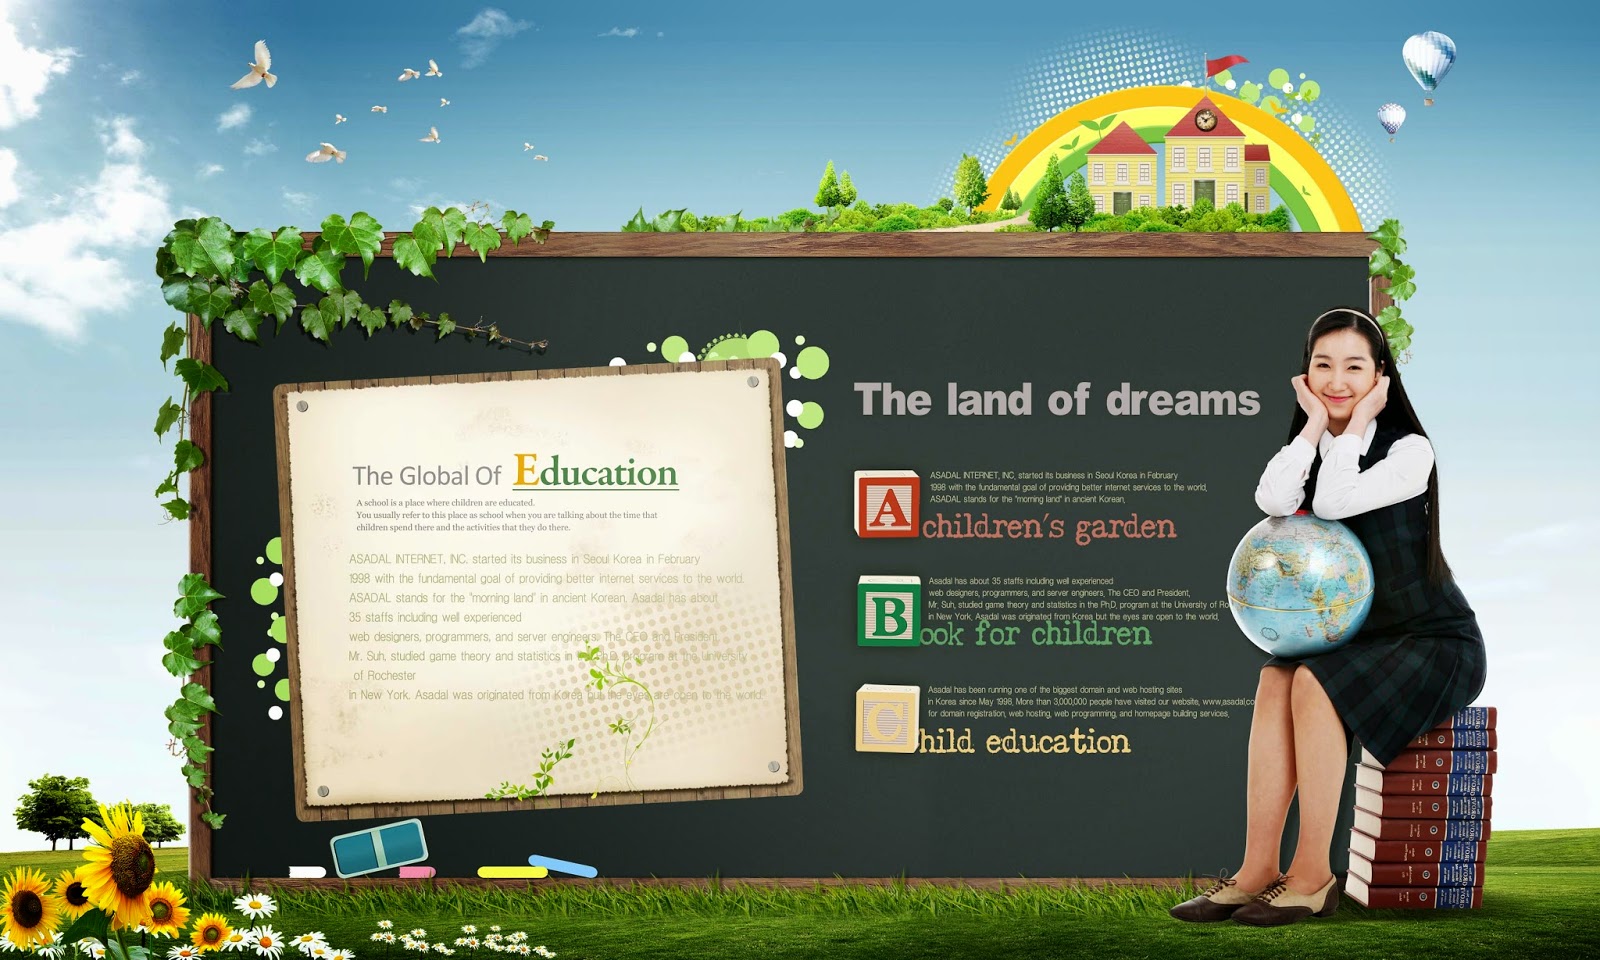 The Global Of Education
A school is a place where children are educated.
You usually refer to this place as school when you are talking about the time that
children spend there and the activities that they do there.
ASADAL INTERNET, INC. started its business in Seoul Korea in February
1998 with the fundamental goal of providing better internet services to the world.
ASADAL stands for the "morning land" in ancient Korean. Asadal has about
35 staffs including well experienced
web designers, programmers, and server engineers. The CEO and President,
Mr. Suh, studied game theory and statistics in the Ph.D. program at the University
of Rochester
in New York. Asadal was originated from Korea but the eyes are open to the world.
The land of dreams
A
ASADAL INTERNET, INC. started its business in Seoul Korea in February
1998 with the fundamental goal of providing better internet services to the world.
ASADAL stands for the "morning land" in ancient Korean.
children's garden
B
Asadal has about 35 staffs including well experienced
web designers, programmers, and server engineers. The CEO and President,
Mr. Suh, studied game theory and statistics in the Ph.D. program at the University of Ro
in New York. Asadal was originated from Korea but the eyes are open to the world.
ook for children
C
Asadal has been running one of the biggest domain and web hosting sites
in Korea since May 1998. More than 3,000,000 people have visited our website, www.asadal.co
for domain registration, web hosting, web programming, and homepage building services.
hild education